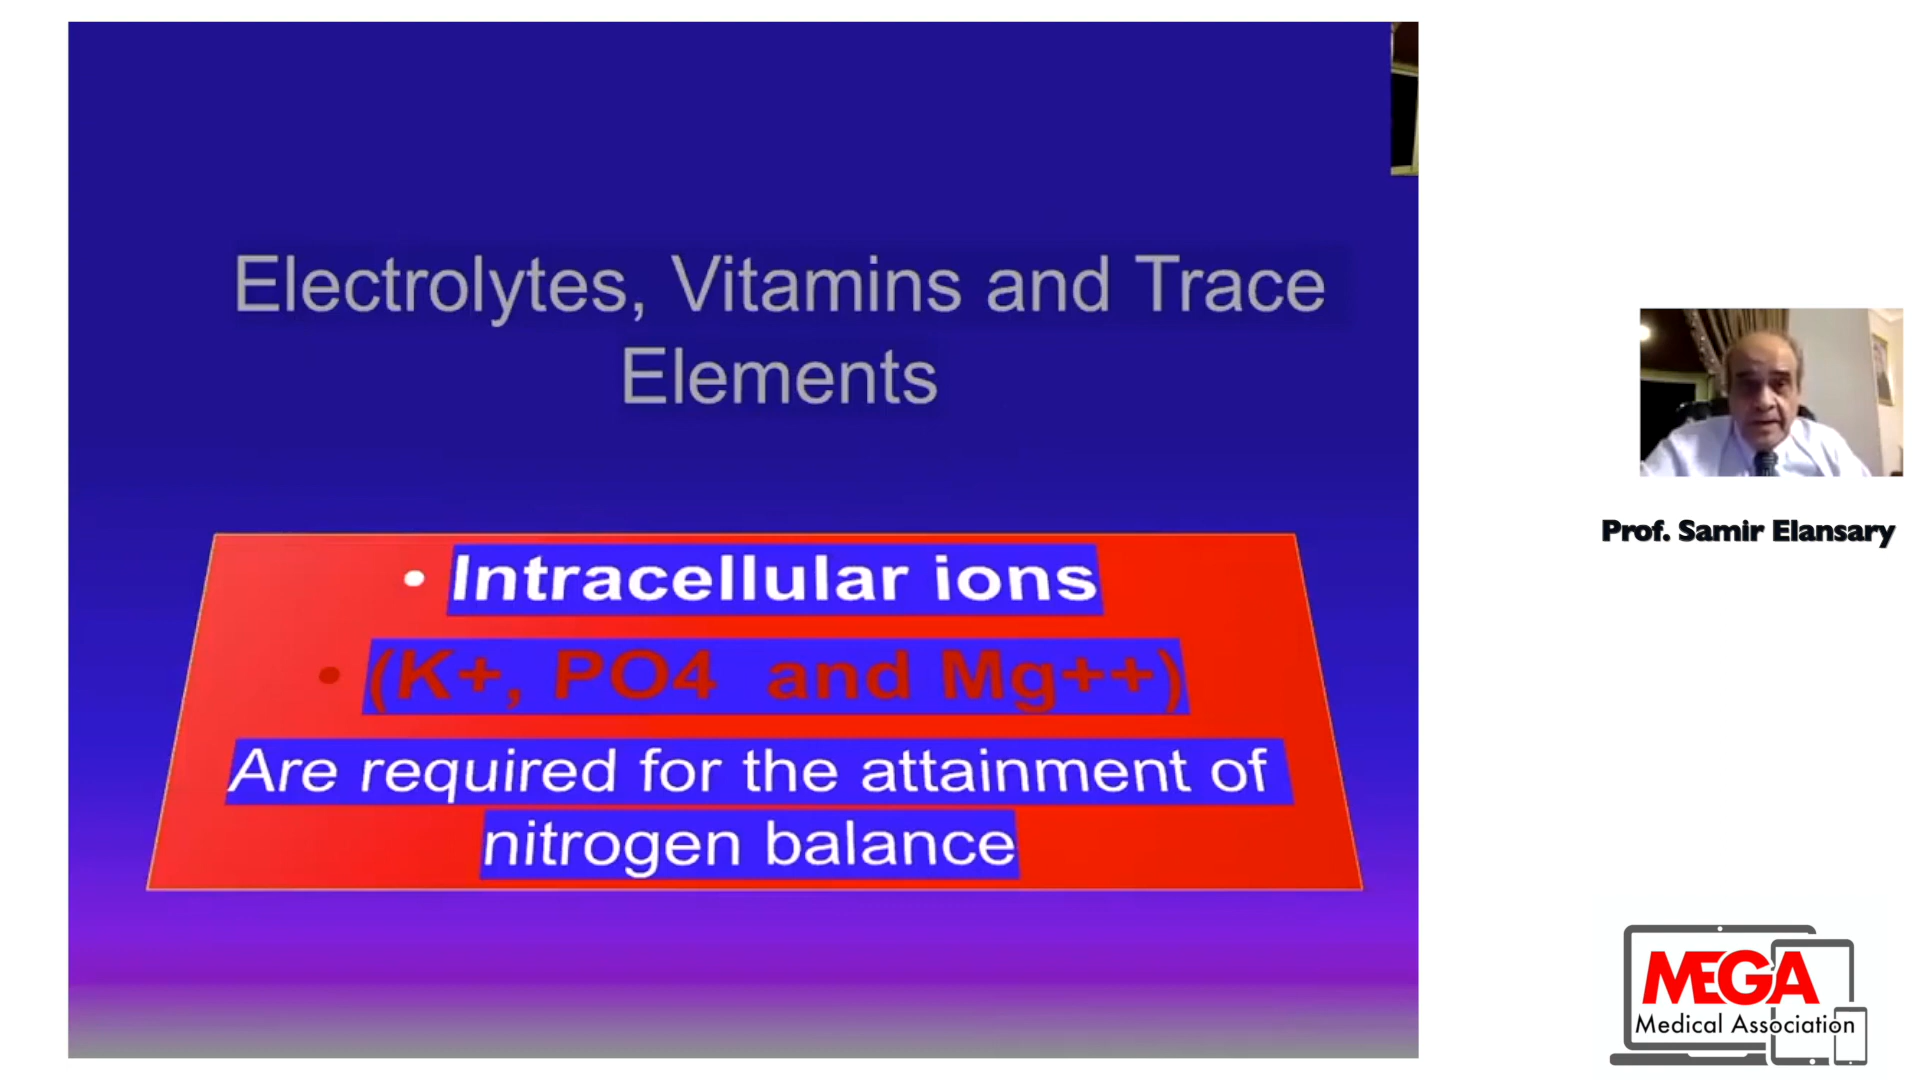 Electrolytes, Vitamins and Trace
Elements
• Intracellular ions
• (K+, PO4 and Mg++)
Are required for the attainment of
nitrogen balance
Prof. Samir Elansary
MEGA
Medical Association